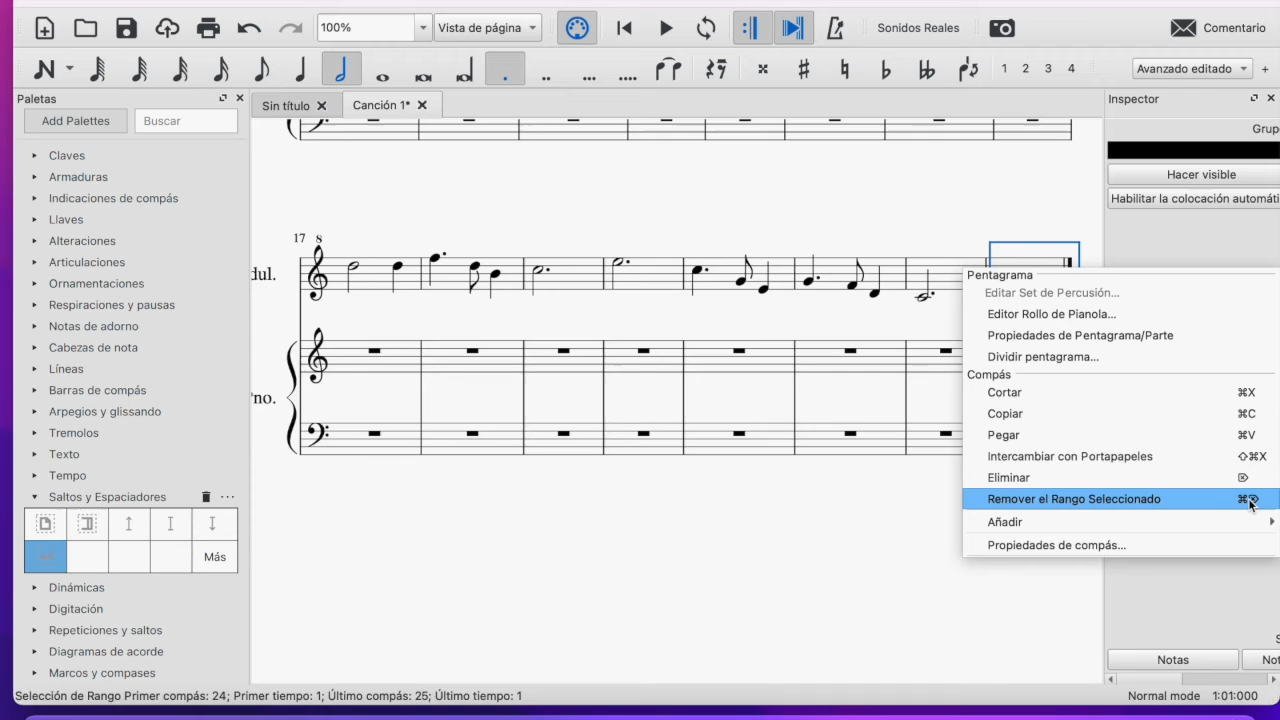 100%
Vista de página
Sonidos Reales
Comentario
1 2 3 4
Avanzado editado
+
Paletas
Add Palettes
Buscar
Claves
Armaduras
Indicaciones de compás
Llaves
Alteraciones
Articulaciones
Ornamentaciones
Respiraciones y pausas
Notas de adorno
Cabezas de nota
Líneas
Barras de compás
Arpegios y glissando
Tremolos
Texto
Tempo
Saltos y Espaciadores
Más
Dinámicas
Digitación
Repeticiones y saltos
Diagramas de acorde
Marcos y compases
Sin título
Canción 1*
17
8
dul.
no.
Pentagrama
Editar Set de Percusión...
Editor Rollo de Pianola...
Propiedades de Pentagrama/Parte
Dividir pentagrama...
Compás
Cortar ⌘X
Copiar ⌘C
Pegar ⌘V
Intercambiar con Portapapeles ⇧⌘X
Eliminar ⌦
Remover el Rango Seleccionado ⌘⌦
Añadir
Propiedades de compás...
Inspector
Grup
Hacer visible
Habilitar la colocación automáti
Notas
Not
Selección de Rango Primer compás: 24; Primer tiempo: 1; Último compás: 25; Último tiempo: 1
Normal mode 1:01:000